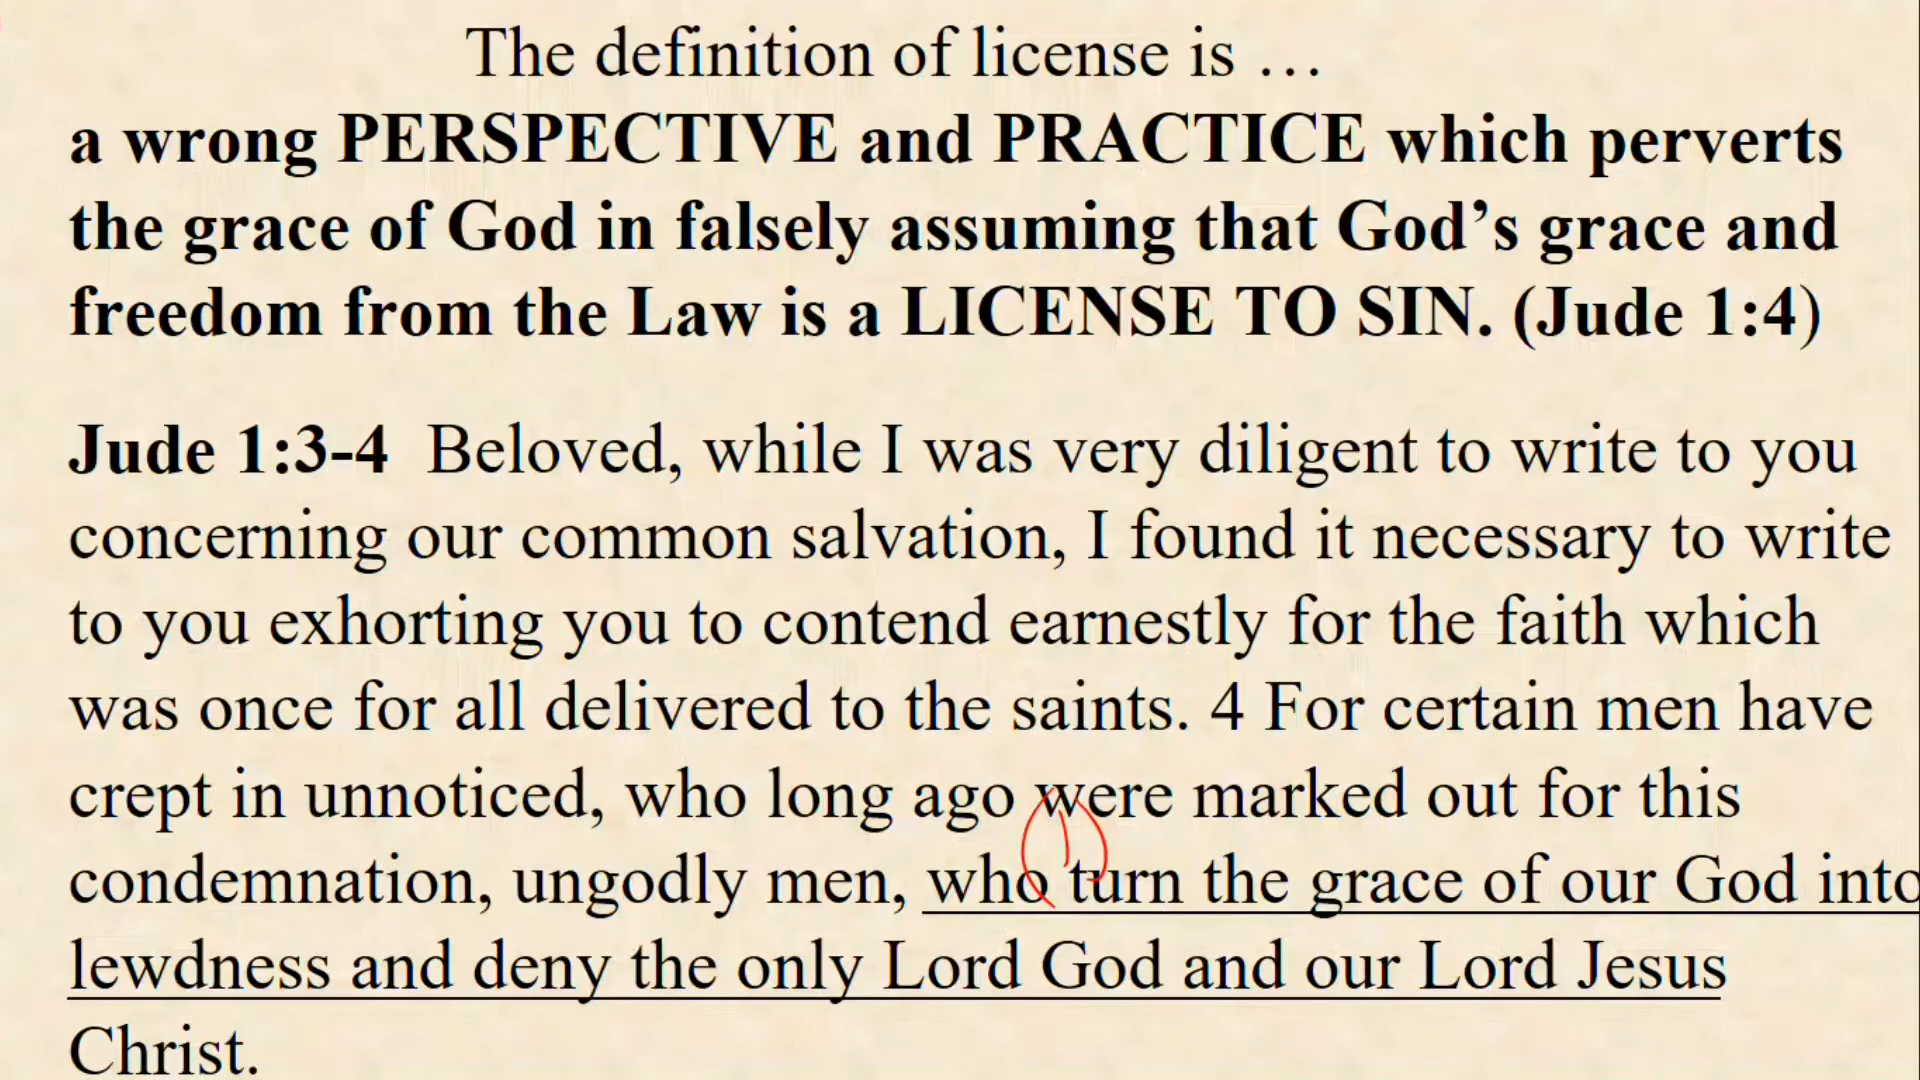 The definition of license is …
a wrong PERSPECTIVE and PRACTICE which perverts
the grace of God in falsely assuming that God’s grace and
freedom from the Law is a LICENSE TO SIN. (Jude 1:4)
Jude 1:3-4 Beloved, while I was very diligent to write to you
concerning our common salvation, I found it necessary to write
to you exhorting you to contend earnestly for the faith which
was once for all delivered to the saints. 4 For certain men have
crept in unnoticed, who long ago were marked out for this
condemnation, ungodly men, who turn the grace of our God into
lewdness and deny the only Lord God and our Lord Jesus
Christ.